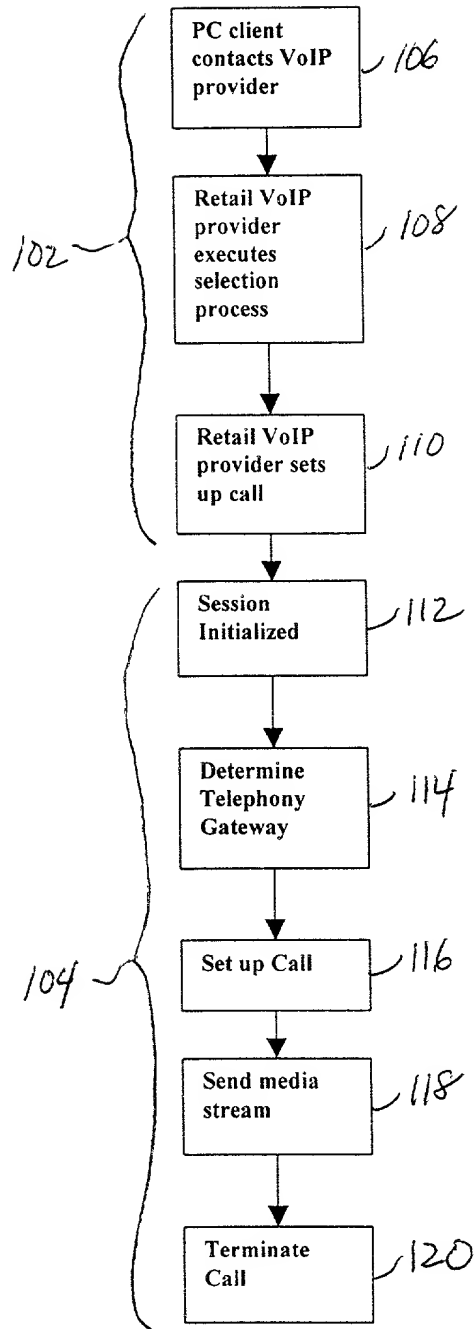 PC client
contacts VoIP
provider
106
Retail VoIP
provider
executes
selection
process
108
102
Retail VoIP
provider sets
up call
110
Session
Initialized
112
Determine
Telephony
Gateway
114
Set up Call
116
104
Send media
stream
118
Terminate
Call
120